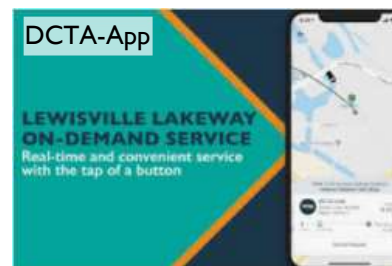 DCTA-App
LEWISVILLE LAKEWAY
ON-DEMAND SERVICE
Real-time and convenient service
with the tap of a button